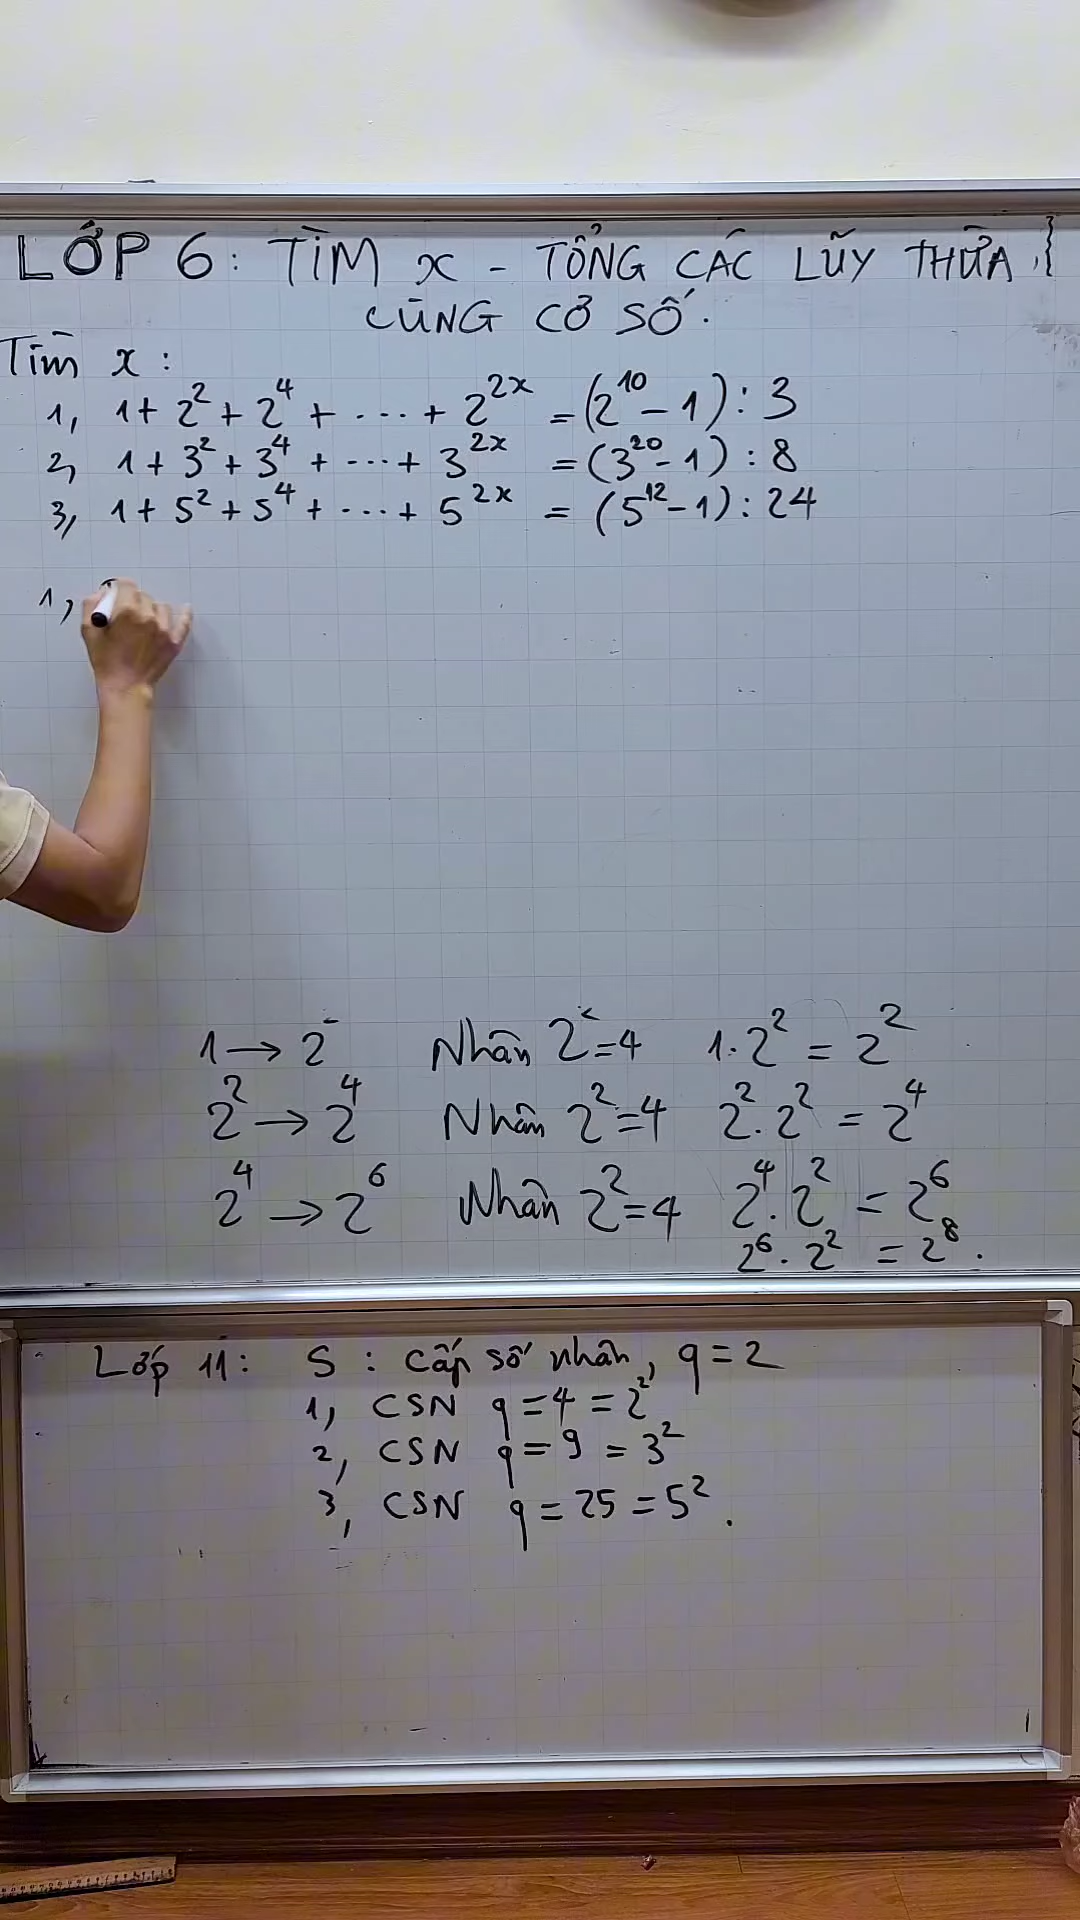 LỚP 6: TÌM x - TỔNG CÁC LŨY THỪA
CÙNG CƠ SỐ.
Tìm x :
1, 1 + 2² + 2⁴ + ... + 2²ˣ = (2¹⁰ - 1) : 3
2, 1 + 3² + 3⁴ + ... + 3²ˣ = (3²⁰ - 1) : 8
3, 1 + 5² + 5⁴ + ... + 5²ˣ = (5¹² - 1) : 24
1,
1 → 2² Nhân 2² = 4 1.2² = 2²
2² → 2⁴ Nhân 2² = 4 2².2² = 2⁴
2⁴ → 2⁶ Nhân 2² = 4 2⁴.2² = 2⁶
2⁶.2² = 2⁸.
Lớp 11: S : Cấp số nhân, q = 2
1, CSN q = 4 = 2²
2, CSN q = 9 = 3²
3, CSN q = 25 = 5².